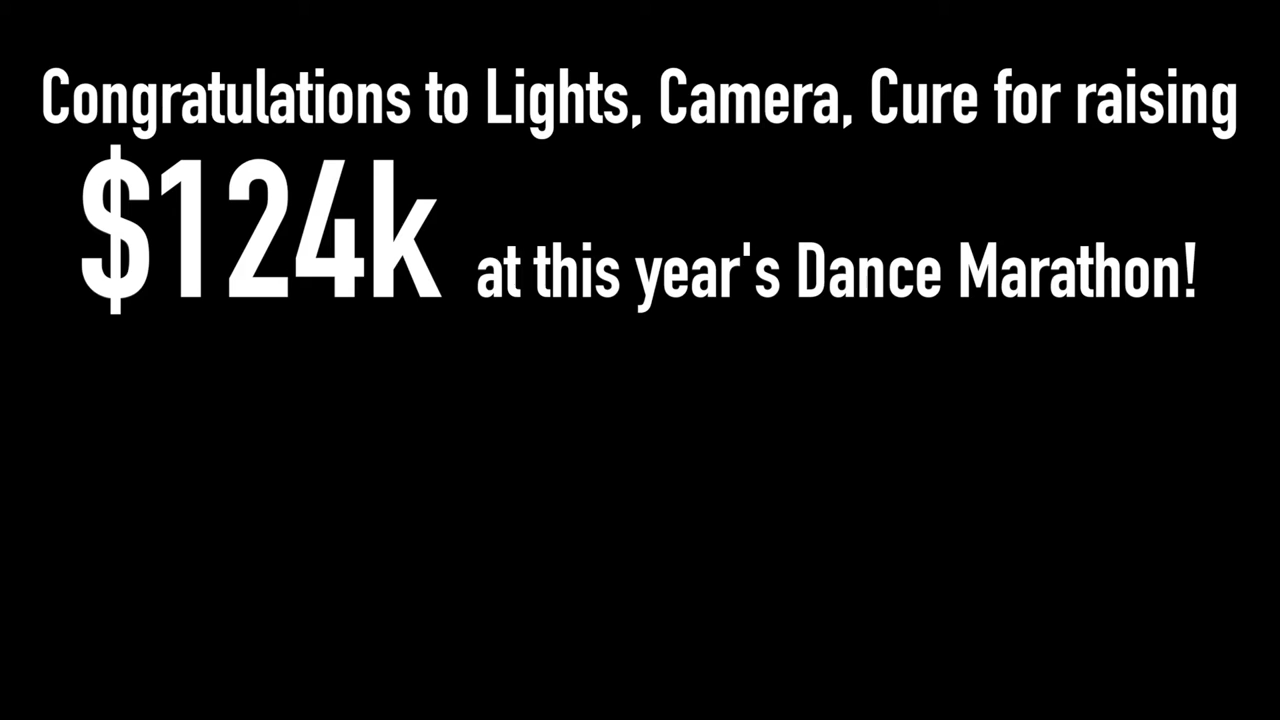 Congratulations to Lights, Camera, Cure for raising
$124k at this year's Dance Marathon!